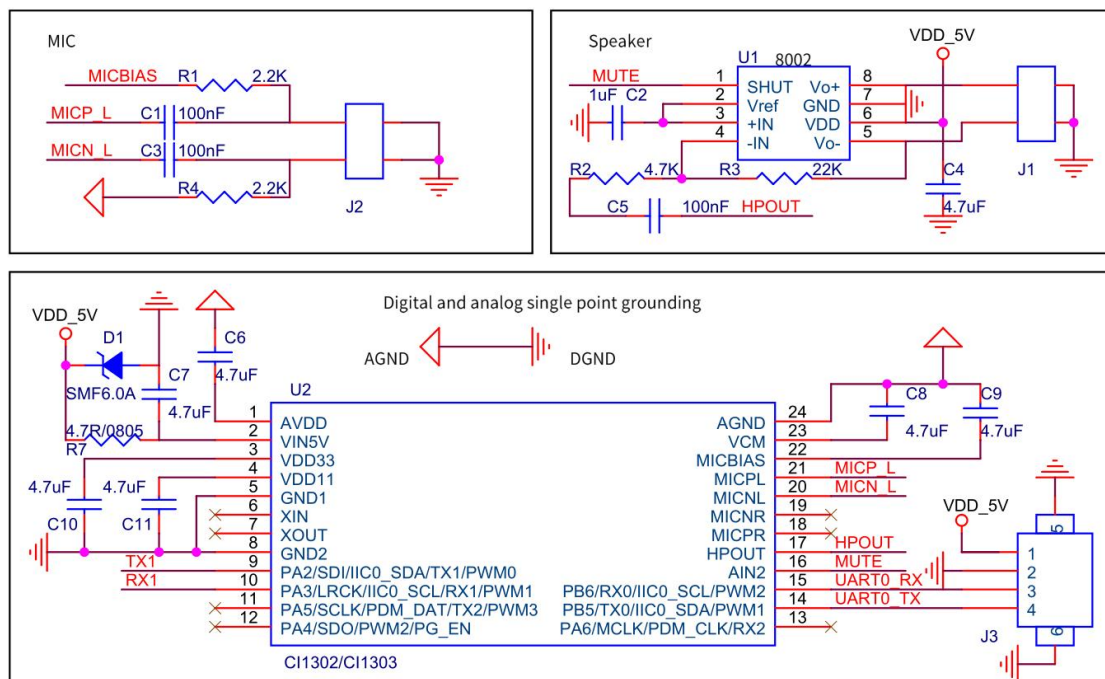 MIC
MICBIAS R1 2.2K
MICP_L C1 100nF
MICN_L C3 100nF
R4 2.2K
J2
Speaker
VDD_5V
U1 8002
MUTE 1 SHUT Vo+ 8
1uF C2 2 Vref GND 7
3 +IN VDD 6
4 -IN Vo- 5
R2 4.7K R3 22K C4 J1
C5 100nF HPOUT 4.7uF
Digital and analog single point grounding
VDD_5V
D1 C6
AGND DGND
SMF6.0A C7 4.7uF
4.7uF
U2
4.7R/0805
R7
C8 C9
4.7uF 4.7uF
1 AVDD AGND 24
2 VIN5V VCM 23
3 VDD33 MICBIAS 22
4 VDD11 MICPL 21 MICP_L
5 GND1 MICNL 20 MICN_L
6 XIN MICNR 19
7 XOUT MICPR 18
8 GND2 HPOUT 17 HPOUT
TX1 9 PA2/SDI/IIC0_SDA/TX1/PWM0 AIN2 16 MUTE
RX1 10 PA3/LRCK/IIC0_SCL/RX1/PWM1 PB6/RX0/IIC0_SCL/PWM2 15 UART0_RX
11 PA5/SCLK/PDM_DAT/TX2/PWM3 PB5/TX0/IIC0_SDA/PWM1 14 UART0_TX
12 PA4/SDO/PWM2/PG_EN PA6/MCLK/PDM_CLK/RX2 13
4.7uF 4.7uF
C10 C11
CI1302/CI1303
VDD_5V
5
1
2
3
4
6
J3